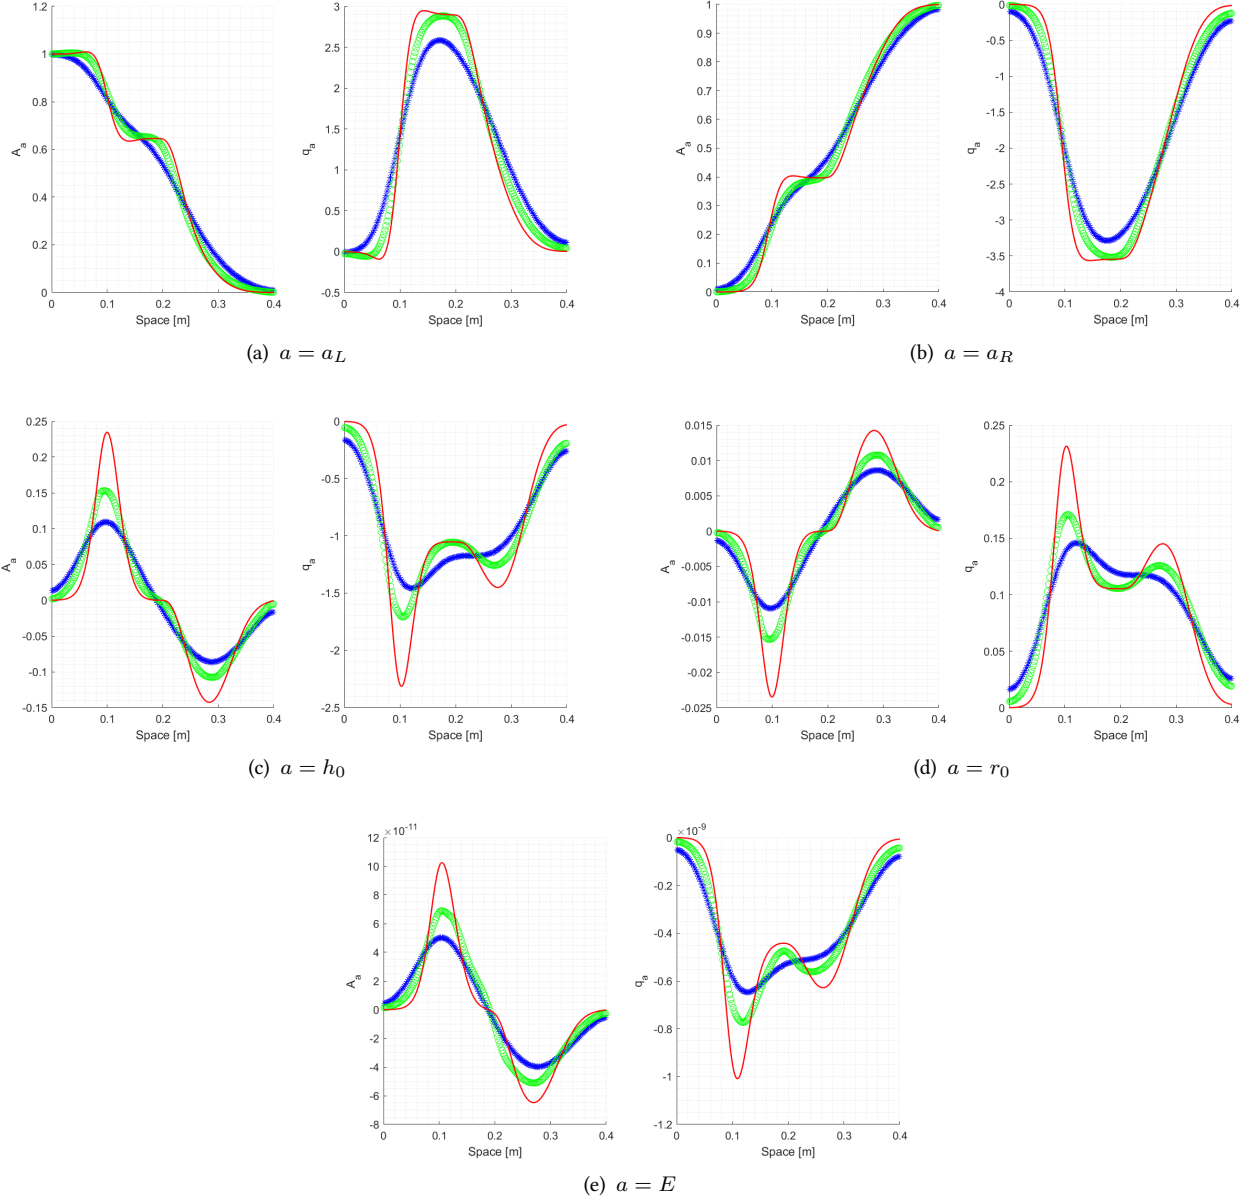 1.2
1
0.8
0.6
0.4
0.2
0
A_a
0 0.1 0.2 0.3 0.4
Space [m]
3
2.5
2
1.5
1
0.5
0
-0.5
q_a
0 0.1 0.2 0.3 0.4
Space [m]
(a) a = a_L
1
0.9
0.8
0.7
0.6
0.5
0.4
0.3
0.2
0.1
0
A_a
0 0.1 0.2 0.3 0.4
Space [m]
0
-0.5
-1
-1.5
-2
-2.5
-3
-3.5
-4
q_a
0 0.1 0.2 0.3 0.4
Space [m]
(b) a = a_R
0.25
0.2
0.15
0.1
0.05
0
-0.05
-0.1
-0.15
A_a
0 0.1 0.2 0.3 0.4
Space [m]
0
-0.5
-1
-1.5
-2
-2.5
q_a
0 0.1 0.2 0.3 0.4
Space [m]
(c) a = h_0
0.015
0.01
0.005
0
-0.005
-0.01
-0.015
-0.02
-0.025
A_a
0 0.1 0.2 0.3 0.4
Space [m]
0.25
0.2
0.15
0.1
0.05
0
q_a
0 0.1 0.2 0.3 0.4
Space [m]
(d) a = r_0
×10^-11
12
10
8
6
4
2
0
-2
-4
-6
-8
A_a
0 0.1 0.2 0.3 0.4
Space [m]
×10^-9
0
-0.2
-0.4
-0.6
-0.8
-1
-1.2
q_a
0 0.1 0.2 0.3 0.4
Space [m]
(e) a = E